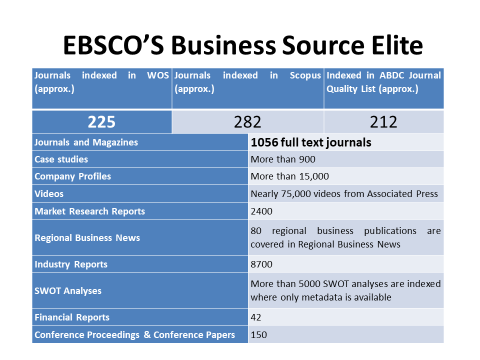 EBSCO'S Business Source Elite
Journals indexed in WOS (approx.)
Journals indexed in Scopus (approx.)
Indexed in ABDC Journal Quality List (approx.)
225
282
212
Journals and Magazines
1056 full text journals
Case studies
More than 900
Company Profiles
More than 15,000
Videos
Nearly 75,000 videos from Associated Press
Market Research Reports
2400
Regional Business News
80 regional business publications are
covered in Regional Business News
Industry Reports
8700
SWOT Analyses
More than 5000 SWOT analyses are indexed
where only metadata is available
Financial Reports
42
Conference Proceedings & Conference Papers
150